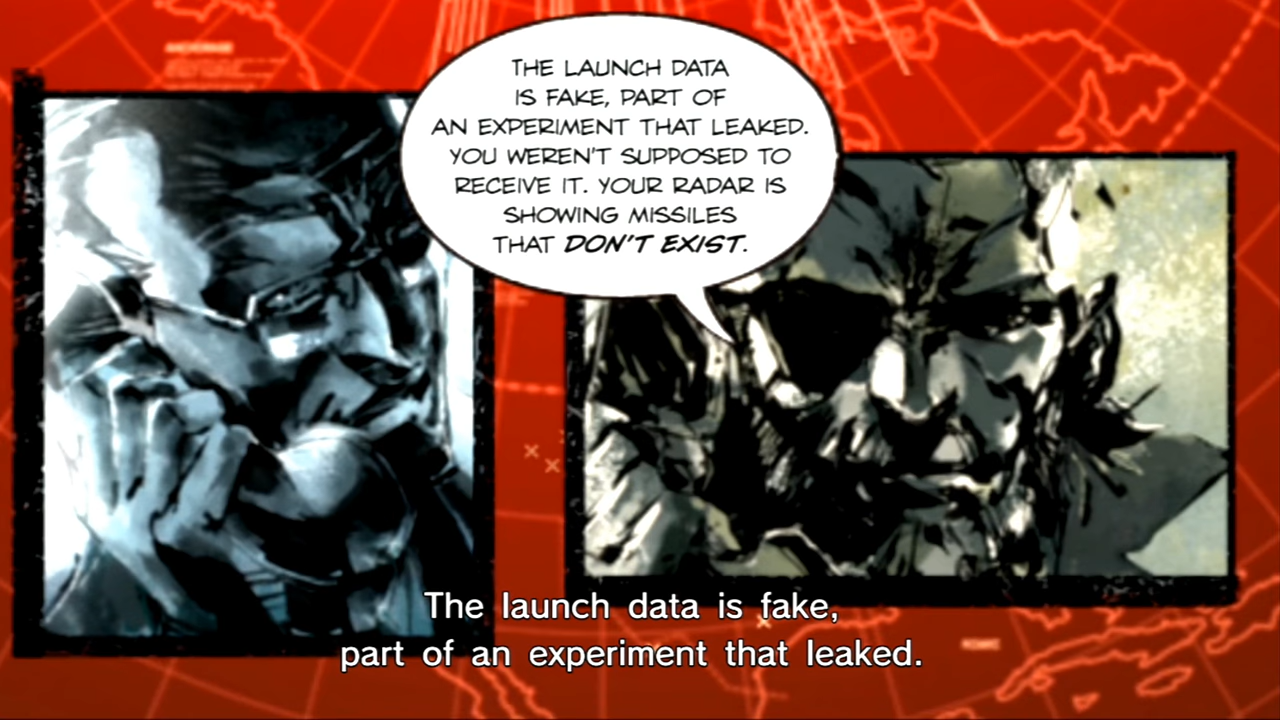 THE LAUNCH DATA
IS FAKE, PART OF
AN EXPERIMENT THAT LEAKED.
YOU WEREN'T SUPPOSED TO
RECEIVE IT. YOUR RADAR IS
SHOWING MISSILES
THAT DON'T EXIST.
The launch data is fake,
part of an experiment that leaked.